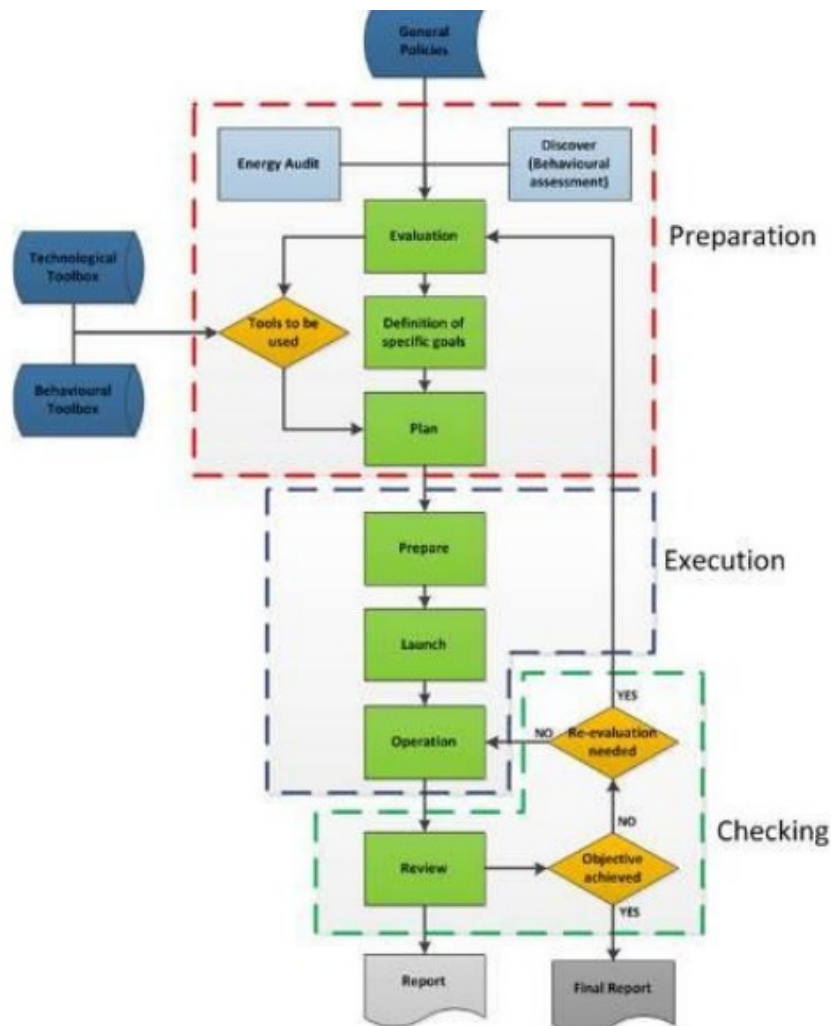 General
Policies
Energy Audit
Discover
(Behavioural
assessment)
Preparation
Evaluation
Technological
Toolbox
Tools to be
used
Definition of
specific goals
Behavioural
Toolbox
Plan
Prepare
Execution
Launch
YES
Operation
NO
Re-evaluation
needed
NO
Checking
Review
Objective
achieved
YES
Report
Final Report